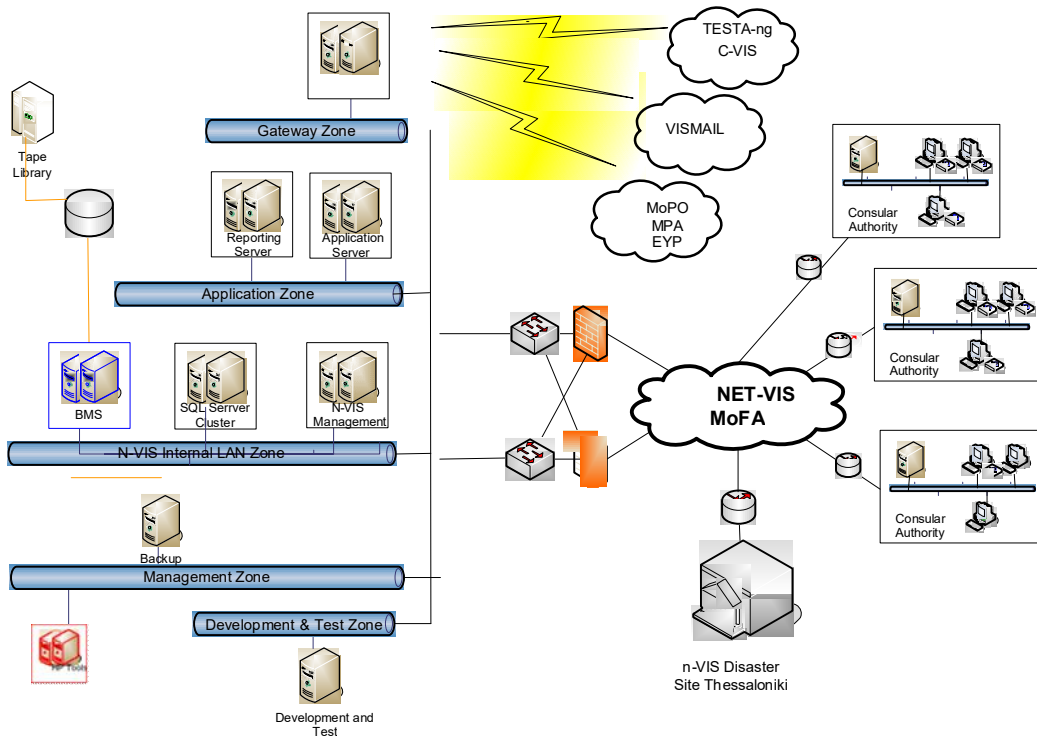 TESTA-ng
C-VIS
Gateway Zone
VISMAIL
Tape
Library
MoPO
MPA
EYP
Consular
Authority
Reporting
Server
Application
Server
Application Zone
Consular
Authority
NET-VIS
MoFA
BMS
SQL Server
Cluster
N-VIS
Management
N-VIS Internal LAN Zone
Consular
Authority
Backup
Management Zone
Development & Test Zone
HP Tools
n-VIS Disaster
Site Thessaloniki
Development and
Test